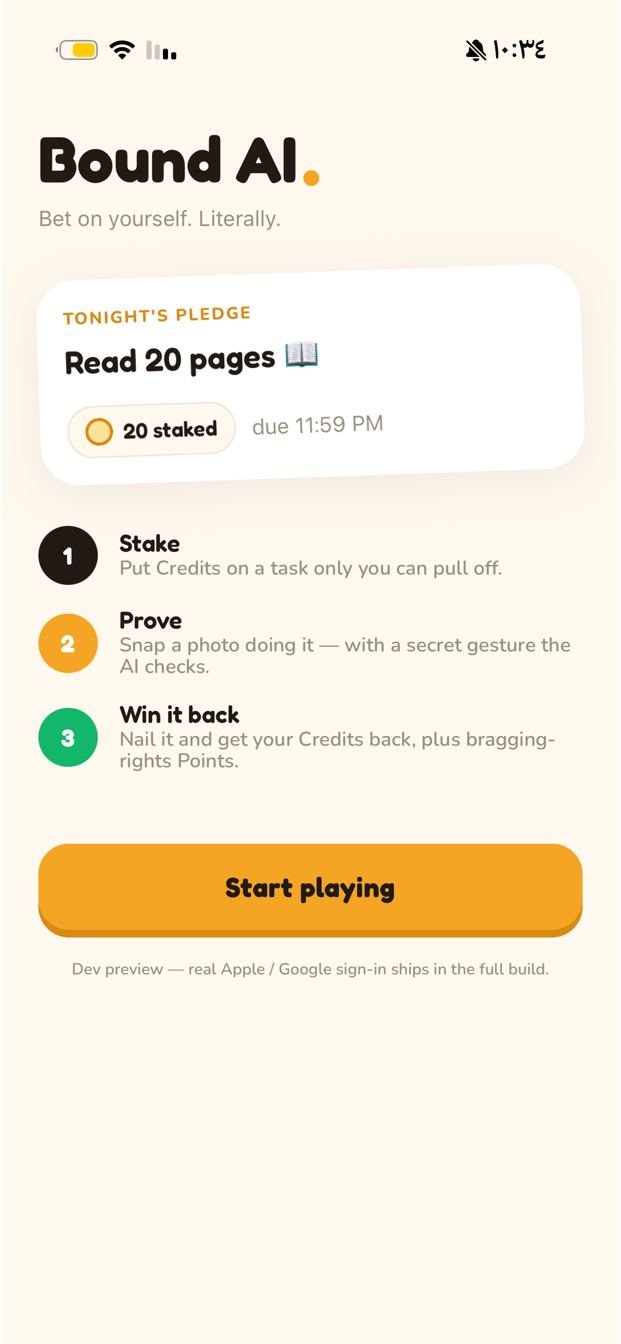 ١٠:٣٤
Bound AI.
Bet on yourself. Literally.
TONIGHT'S PLEDGE
Read 20 pages 📖
20 staked
due 11:59 PM
1
Stake
Put Credits on a task only you can pull off.
2
Prove
Snap a photo doing it — with a secret gesture the
AI checks.
3
Win it back
Nail it and get your Credits back, plus bragging-
rights Points.
Start playing
Dev preview — real Apple / Google sign-in ships in the full build.